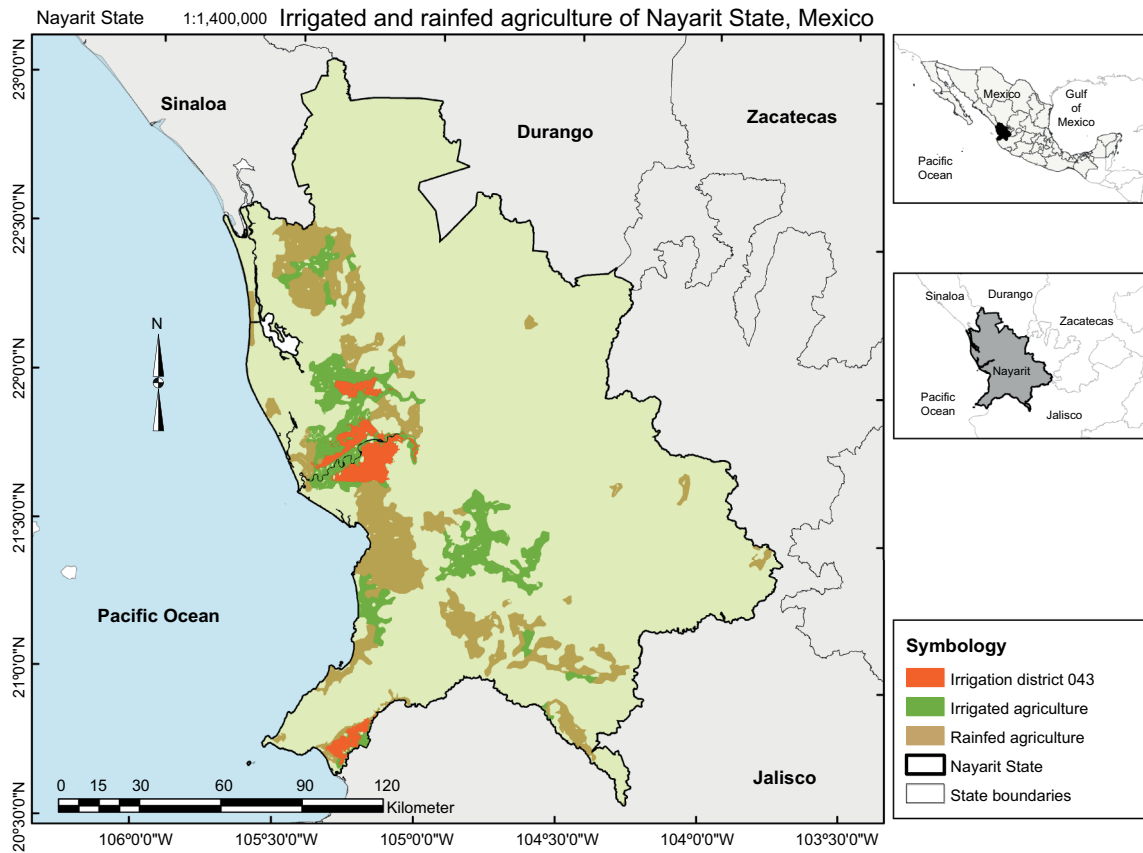 Nayarit State
1:1,400,000
Irrigated and rainfed agriculture of Nayarit State, Mexico
23°0'0"N
22°30'0"N
22°0'0"N
21°30'0"N
21°0'0"N
20°30'0"N
Sinaloa
Durango
Zacatecas
N
Pacific Ocean
Jalisco
0 15 30 60 90 120
Kilometer
106°0'0"W
105°30'0"W
105°0'0"W
104°30'0"W
104°0'0"W
103°30'0"W
Mexico
Gulf
of
Mexico
Pacific
Ocean
Sinaloa
Durango
Zacatecas
Nayarit
Pacific
Ocean
Jalisco
Symbology
Irrigation district 043
Irrigated agriculture
Rainfed agriculture
Nayarit State
State boundaries